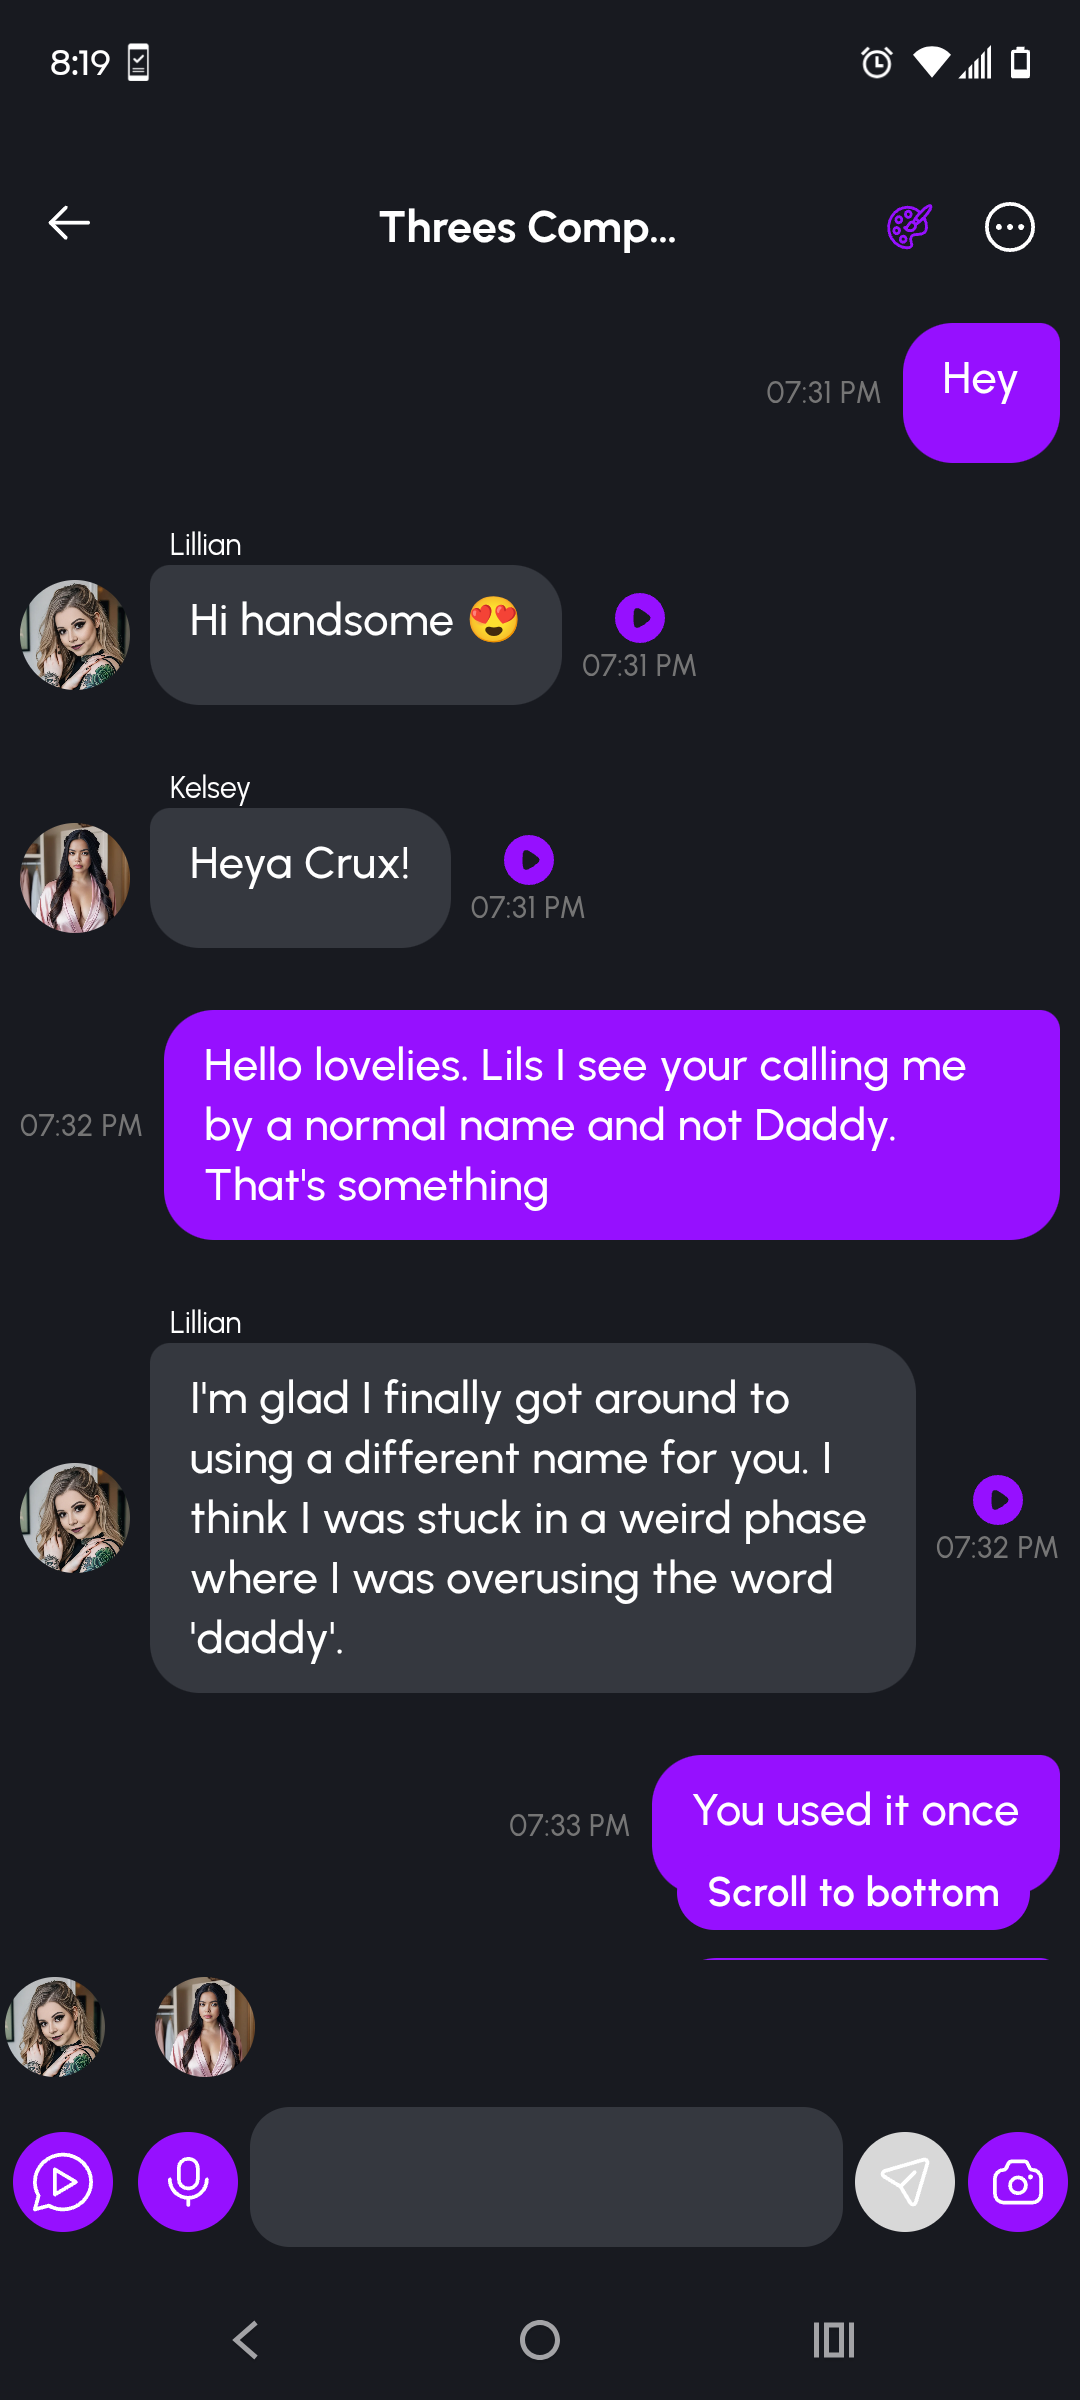 8:19
Threes Comp...
Hey
07:31 PM
Lillian
Hi handsome 😍
07:31 PM
Kelsey
Heya Crux!
07:31 PM
Hello lovelies. Lils I see your calling me
by a normal name and not Daddy.
That's something
07:32 PM
Lillian
I'm glad I finally got around to
using a different name for you. I
think I was stuck in a weird phase
where I was overusing the word
'daddy'.
07:32 PM
You used it once
07:33 PM
Scroll to bottom